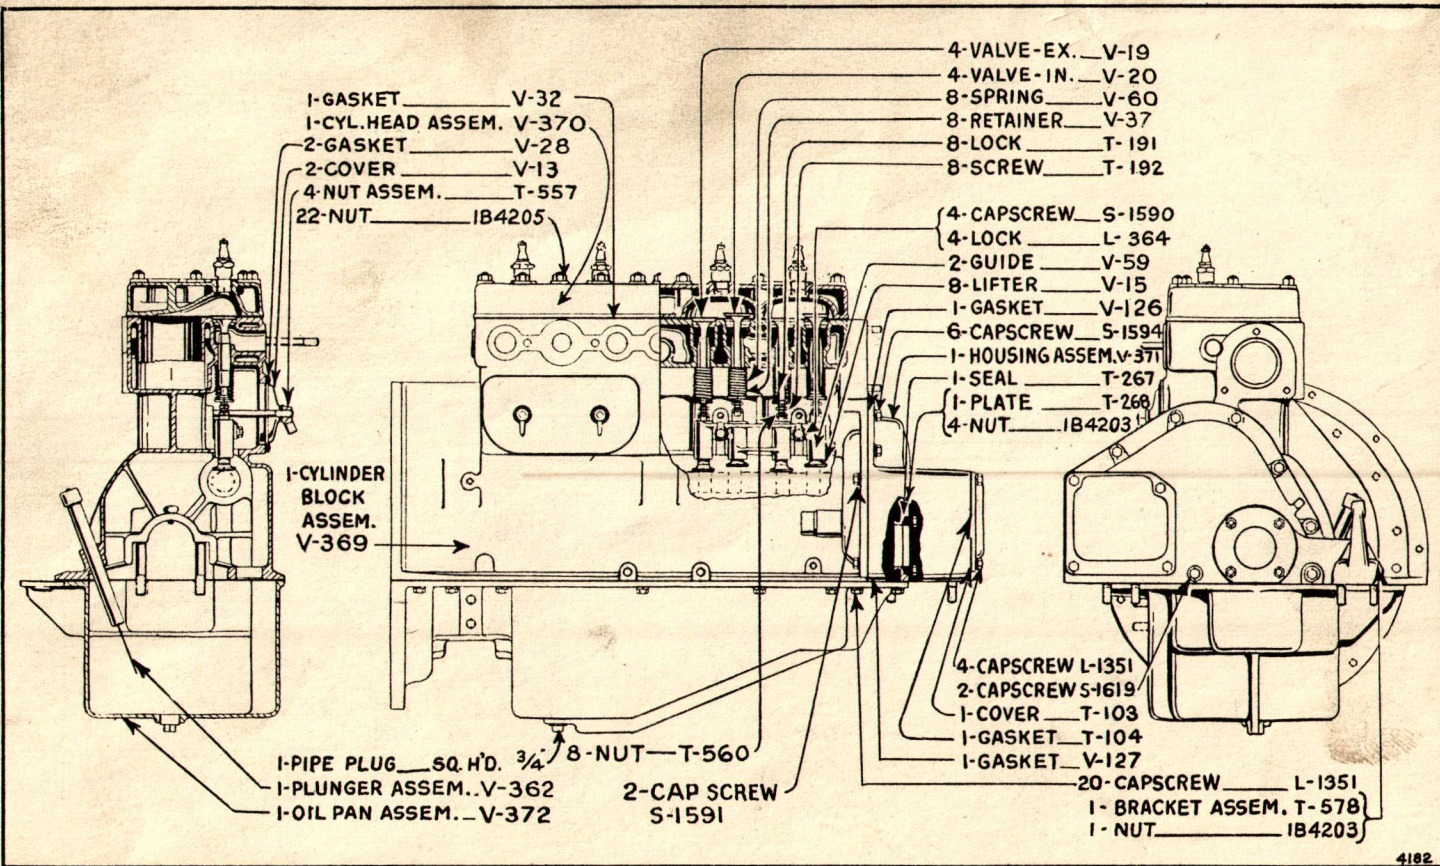 1-GASKET V-32
1-CYL.HEAD ASSEM. V-370
2-GASKET V-28
2-COVER V-13
4-NUT ASSEM. T-557
22-NUT 1B4205
4-VALVE-EX. V-19
4-VALVE-IN. V-20
8-SPRING V-60
8-RETAINER V-37
8-LOCK T-191
8-SCREW T-192
4-CAPSCREW S-1590
4-LOCK L-364
2-GUIDE V-59
8-LIFTER V-15
1-GASKET V-126
6-CAPSCREW S-1594
1-HOUSING ASSEM. V-371
1-SEAL T-267
1-PLATE T-268
4-NUT 1B4203
1-CYLINDER
BLOCK
ASSEM.
V-369
4-CAPSCREW L-1351
2-CAPSCREW S-1619
1-COVER T-103
1-GASKET T-104
1-GASKET V-127
20-CAPSCREW L-1351
1-BRACKET ASSEM. T-578
1-NUT 1B4203
1-PIPE PLUG SQ. H'D. 3/4"
1-PLUNGER ASSEM. V-362
1-OIL PAN ASSEM. V-372
8-NUT T-560
2-CAP SCREW
S-1591
4182